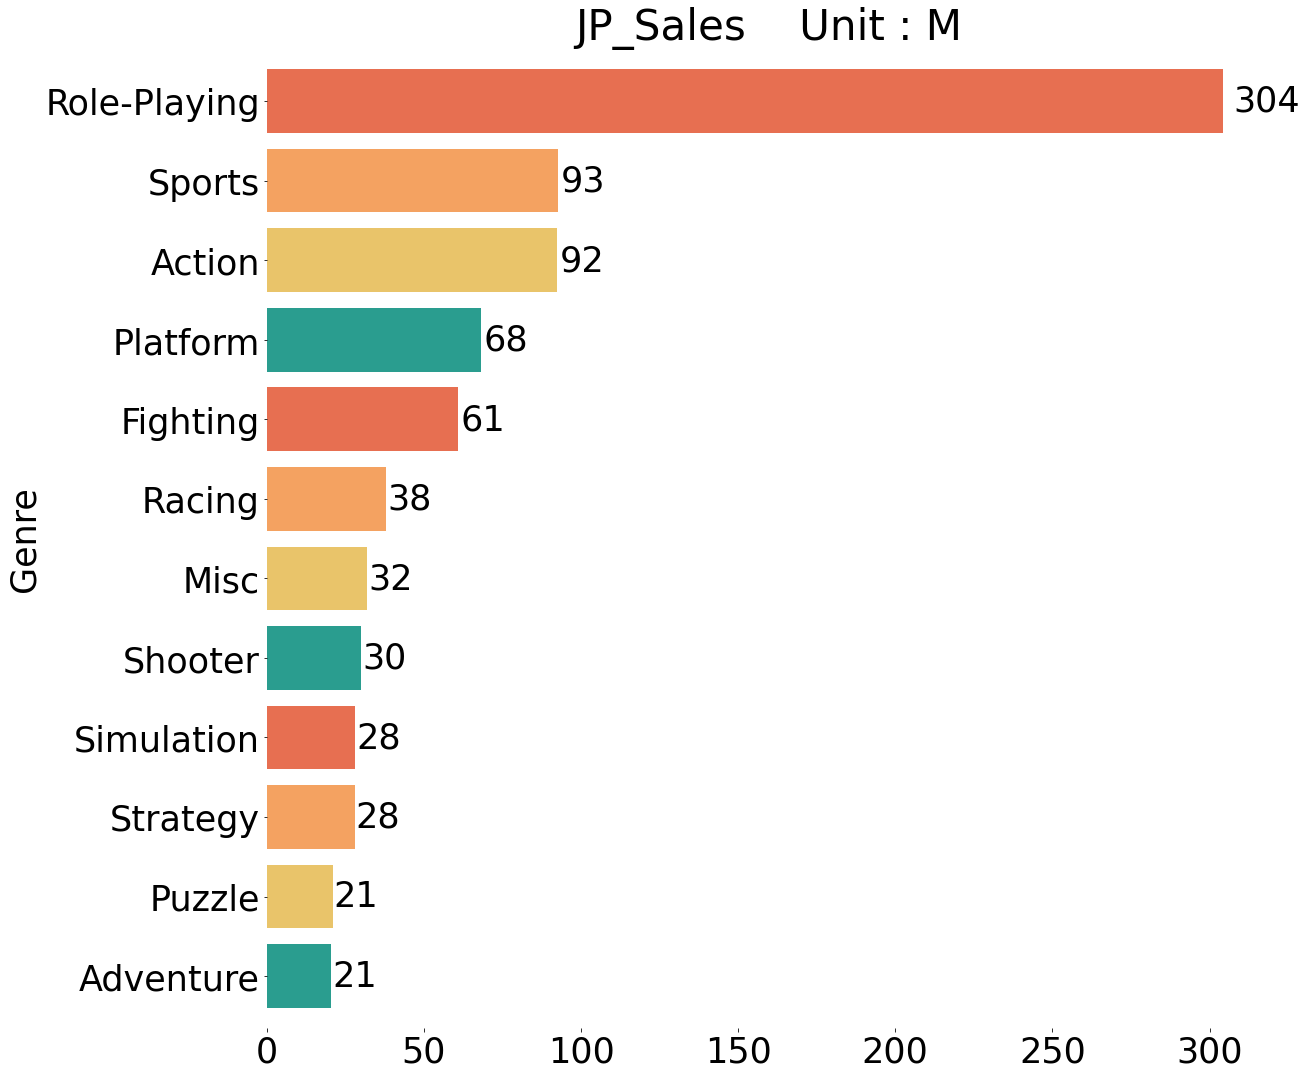 JP_Sales    Unit : M
Role-Playing 304
Sports 93
Action 92
Platform 68
Fighting 61
Racing 38
Misc 32
Shooter 30
Simulation 28
Strategy 28
Puzzle 21
Adventure 21
Genre
0 50 100 150 200 250 300